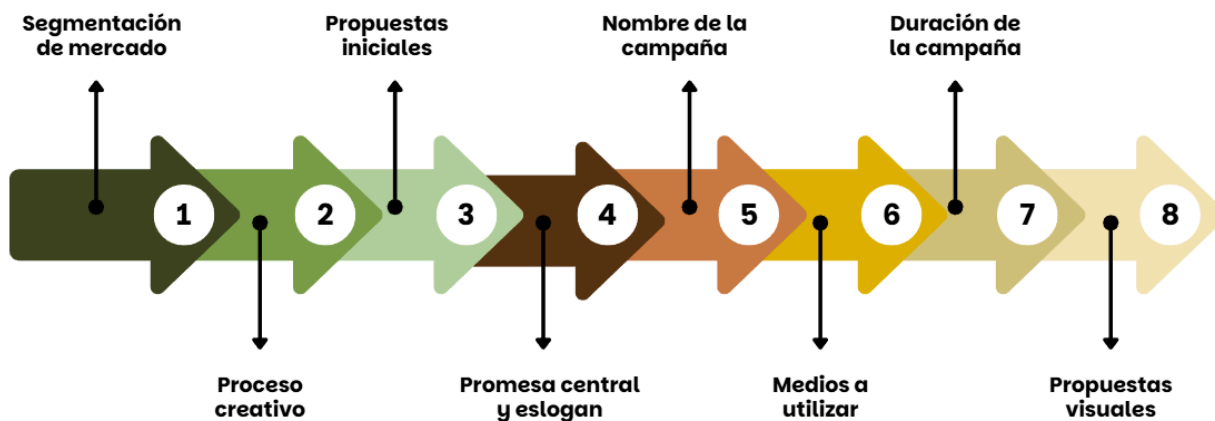 Segmentación
de mercado
Propuestas
iniciales
Nombre de la
campaña
Duración de
la campaña
1
2
3
4
5
6
7
8
Proceso
creativo
Promesa central
y eslogan
Medios a
utilizar
Propuestas
visuales